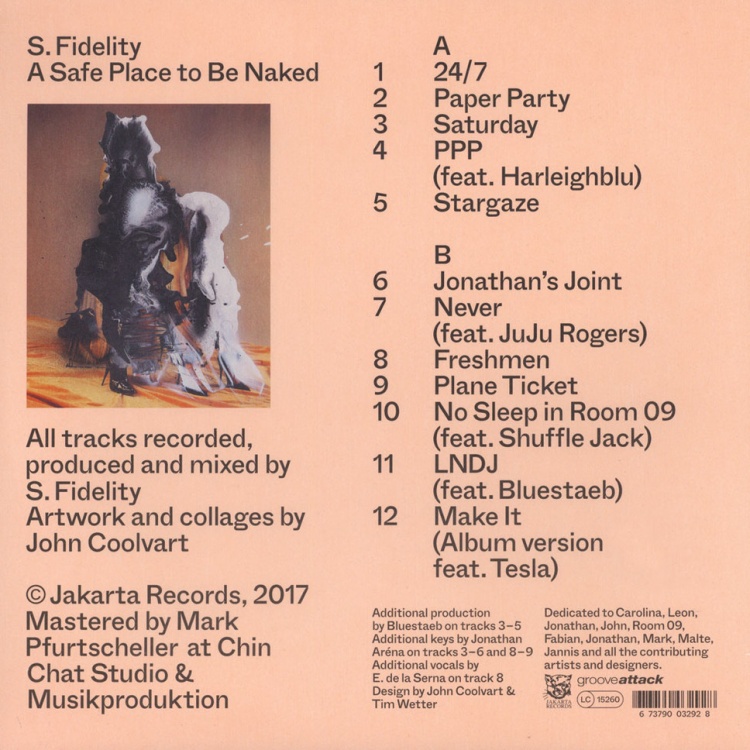 S. Fidelity
A Safe Place to Be Naked
All tracks recorded,
produced and mixed by
S. Fidelity
Artwork and collages by
John Coolvart
© Jakarta Records, 2017
Mastered by Mark
Pfurtscheller at Chin
Chat Studio &
Musikproduktion
A
1 24/7
2 Paper Party
3 Saturday
4 PPP
(feat. Harleighblu)
5 Stargaze
B
6 Jonathan's Joint
7 Never
(feat. JuJu Rogers)
8 Freshmen
9 Plane Ticket
10 No Sleep in Room 09
(feat. Shuffle Jack)
11 LNDJ
(feat. Bluestaeb)
12 Make It
(Album version
feat. Tesla)
Additional production
by Bluestaeb on tracks 3–5
Additional keys by Jonathan
Aréna on tracks 3–6 and 8–9
Additional vocals by
E. de la Serna on track 8
Design by John Coolvart &
Tim Wetter
Dedicated to Carolina, Leon,
Jonathan, John, Room 09,
Fabian, Jonathan, Mark, Malte,
Jannis and all the contributing
artists and designers.
grooveattack
JAKARTA
RECORDS
LC 15260
6 73790 03292 8